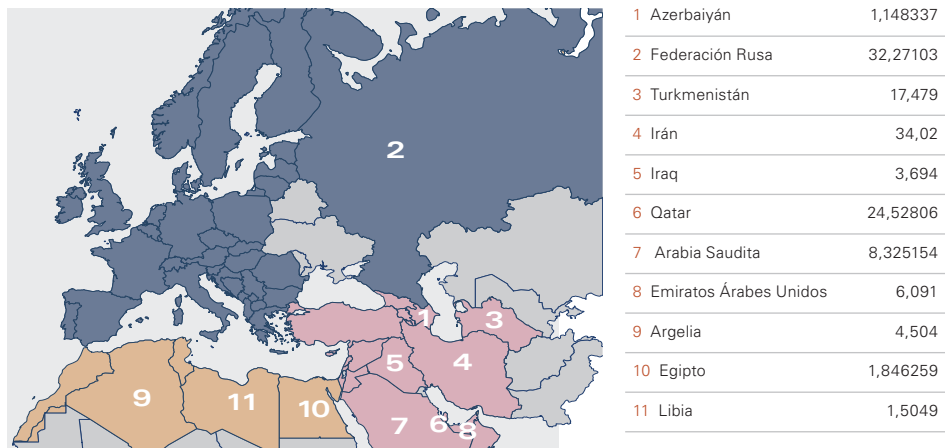 1 Azerbaiyán 1,148337
2 Federación Rusa 32,27103
3 Turkmenistán 17,479
4 Irán 34,02
5 Iraq 3,694
6 Qatar 24,52806
7 Arabia Saudita 8,325154
8 Emiratos Árabes Unidos 6,091
9 Argelia 4,504
10 Egipto 1,846259
11 Libia 1,5049
2
1
3
5
4
9
11
10
7
6
8